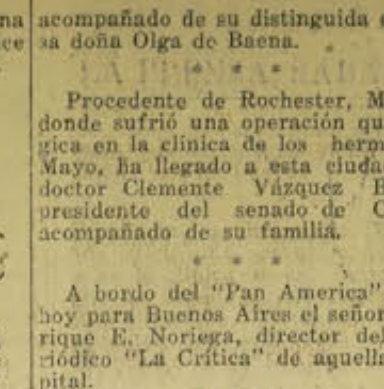 na
ce
acompañado de su distinguida e
sa doña Olga de Baena.
* * *
Procedente de Rochester, M
donde sufrió una operación qu
gica en la clínica de los herm
Mayo, ha llegado a esta ciuda
doctor Clemente Vázquez B
presidente del senado de C
acompañado de su familia.
* * *
A bordo del "Pan America"
hoy para Buenos Aires el señor
rique E. Noriega, director del
riódico "La Crítica" de aquell
pital.